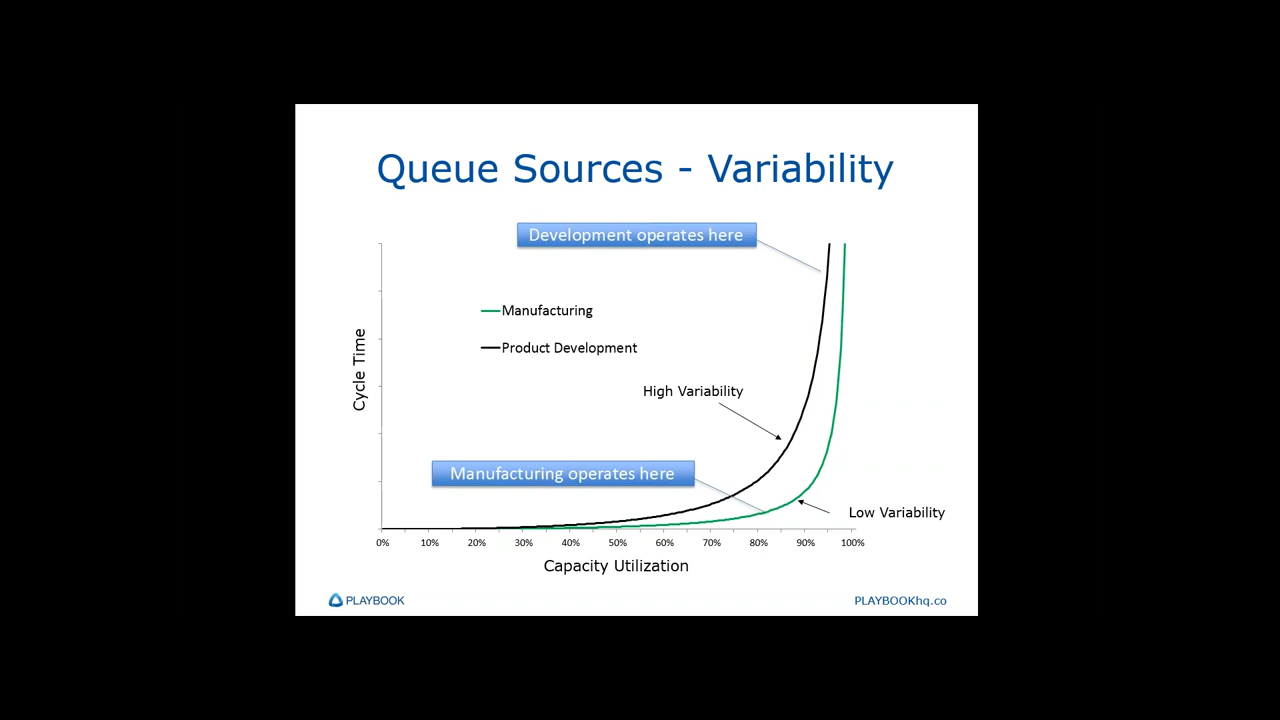 Queue Sources - Variability
Development operates here
Manufacturing
Product Development
High Variability
Manufacturing operates here
Low Variability
Cycle Time
0% 10% 20% 30% 40% 50% 60% 70% 80% 90% 100%
Capacity Utilization
PLAYBOOK
PLAYBOOKhq.co